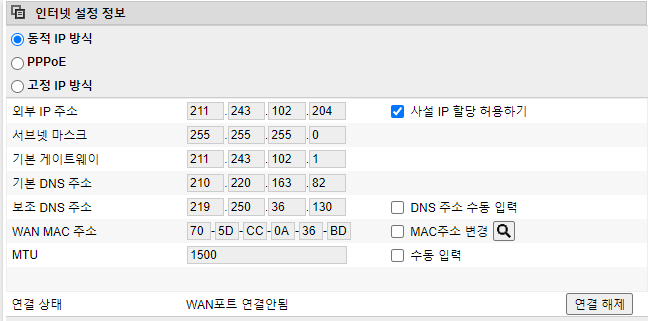 인터넷 설정 정보
동적 IP 방식
PPPoE
고정 IP 방식
외부 IP 주소 211 . 243 . 102 . 204 사설 IP 할당 허용하기
서브넷 마스크 255 . 255 . 255 . 0
기본 게이트웨이 211 . 243 . 102 . 1
기본 DNS 주소 210 . 220 . 163 . 82
보조 DNS 주소 219 . 250 . 36 . 130 DNS 주소 수동 입력
WAN MAC 주소 70 - 5D - CC - 0A - 36 - BD MAC주소 변경
MTU 1500 수동 입력
연결 상태 WAN포트 연결안됨 연결 해제